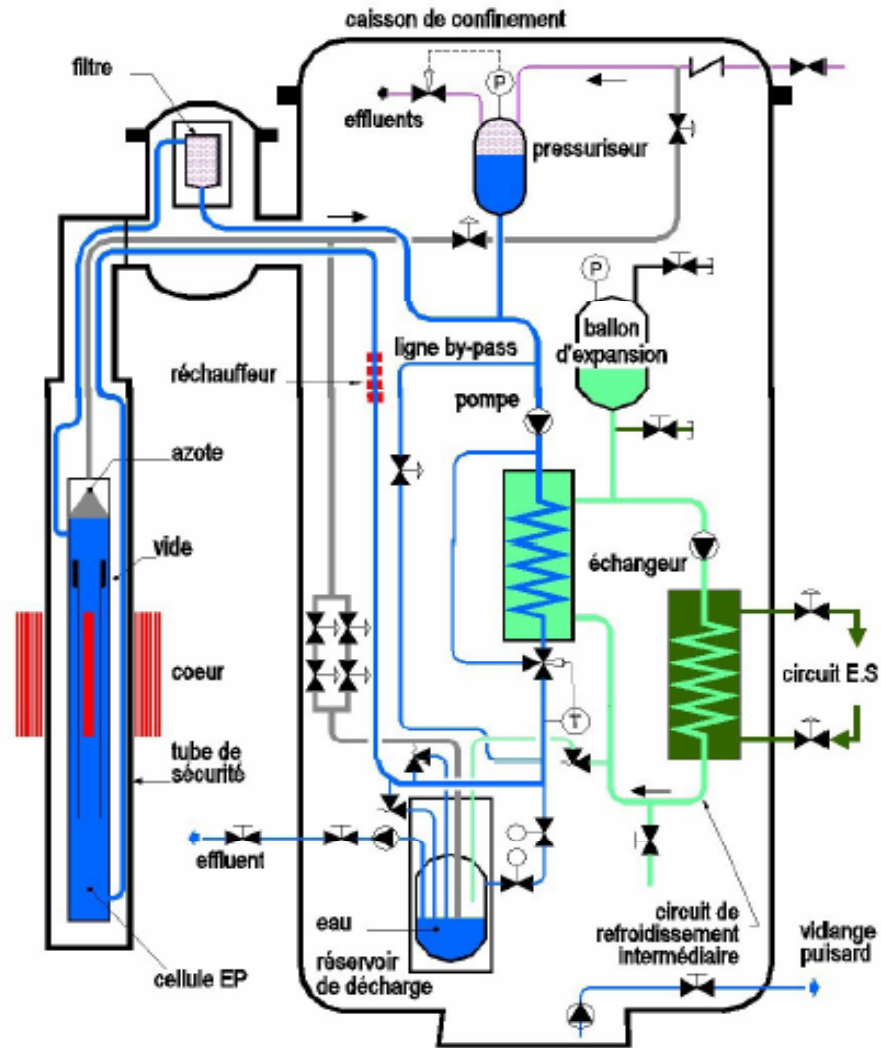 caisson de confinement
filtre
P
effluents
pressuriseur
P
ballon
d'expansion
ligne by-pass
réchauffeur
pompe
azote
vide
échangeur
coeur
circuit E.S
T
tube de
sécurité
effluent
eau
réservoir
de décharge
circuit de
refroidissement
intermédiaire
vidange
puisard
cellule EP